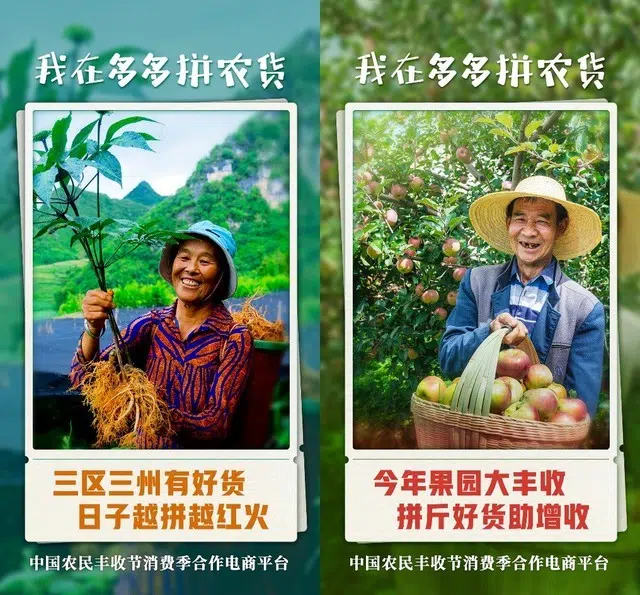 我在多多拼农货
三区三州有好货
日子越拼越红火
中国农民丰收节消费季合作电商平台
我在多多拼农货
今年果园大丰收
拼斤好货助增收
中国农民丰收节消费季合作电商平台